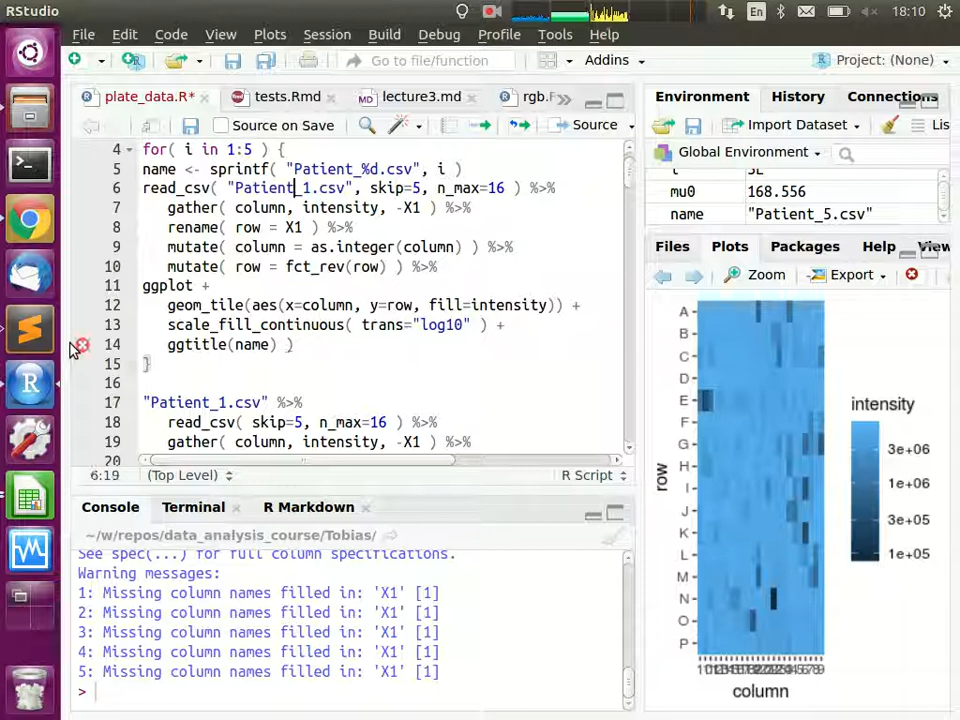 RStudio
En
18:10
File Edit Code View Plots Session Build Debug Profile Tools Help
Go to file/function
Addins
Project: (None)
plate_data.R*
tests.Rmd
lecture3.md
rgb.F
Source on Save
Source
4 for( i in 1:5 ) {
5 name <- sprintf( "Patient_%d.csv", i )
6 read_csv( "Patient_1.csv", skip=5, n_max=16 ) %>%
7 gather( column, intensity, -X1 ) %>%
8 rename( row = X1 ) %>%
9 mutate( column = as.integer(column) ) %>%
10 mutate( row = fct_rev(row) ) %>%
11 ggplot +
12 geom_tile(aes(x=column, y=row, fill=intensity)) +
13 scale_fill_continuous( trans="log10" ) +
14 ggtitle(name) )
15 }
16
17 "Patient_1.csv" %>%
18 read_csv( skip=5, n_max=16 ) %>%
19 gather( column, intensity, -X1 ) %>%
20
6:19 (Top Level) R Script
Console Terminal R Markdown
~/w/repos/data_analysis_course/Tobias/
See spec(...) for full column specifications.
Warning messages:
1: Missing column names filled in: 'X1' [1]
2: Missing column names filled in: 'X1' [1]
3: Missing column names filled in: 'X1' [1]
4: Missing column names filled in: 'X1' [1]
5: Missing column names filled in: 'X1' [1]
>
Environment History Connections
Import Dataset
Lis
Global Environment
mu0 168.556
name "Patient_5.csv"
Files Plots Packages Help View
Zoom Export
A
B
C
D
E
F
G
H
I
J
K
L
M
N
O
P
row
column
intensity
3e+06
1e+06
3e+05
1e+05